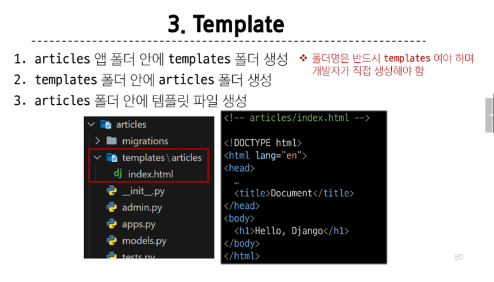 3. Template
1. articles 앱 폴더 안에 templates 폴더 생성
❖ 폴더명은 반드시 templates 여야 하며
개발자가 직접 생성해야 함
2. templates 폴더 안에 articles 폴더 생성
3. articles 폴더 안에 템플릿 파일 생성
articles
migrations
templates\articles
dj index.html
__init__.py
admin.py
apps.py
models.py
tests.py
<!-- articles/index.html -->
<!DOCTYPE html>
<html lang="en">
<head>
…
<title>Document</title>
</head>
<body>
<h1>Hello, Django</h1>
</body>
</html>
80